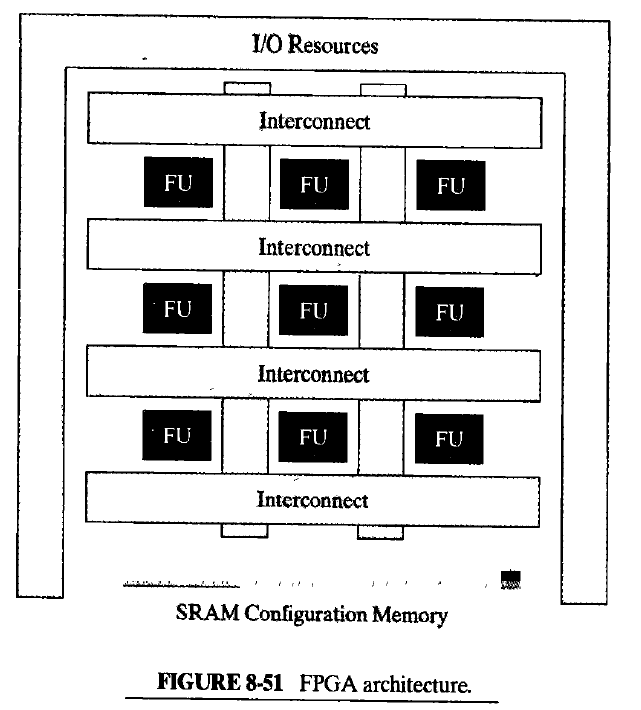 I/O Resources
Interconnect
FU FU FU
Interconnect
FU FU FU
Interconnect
FU FU FU
Interconnect
SRAM Configuration Memory
FIGURE 8-51 FPGA architecture.